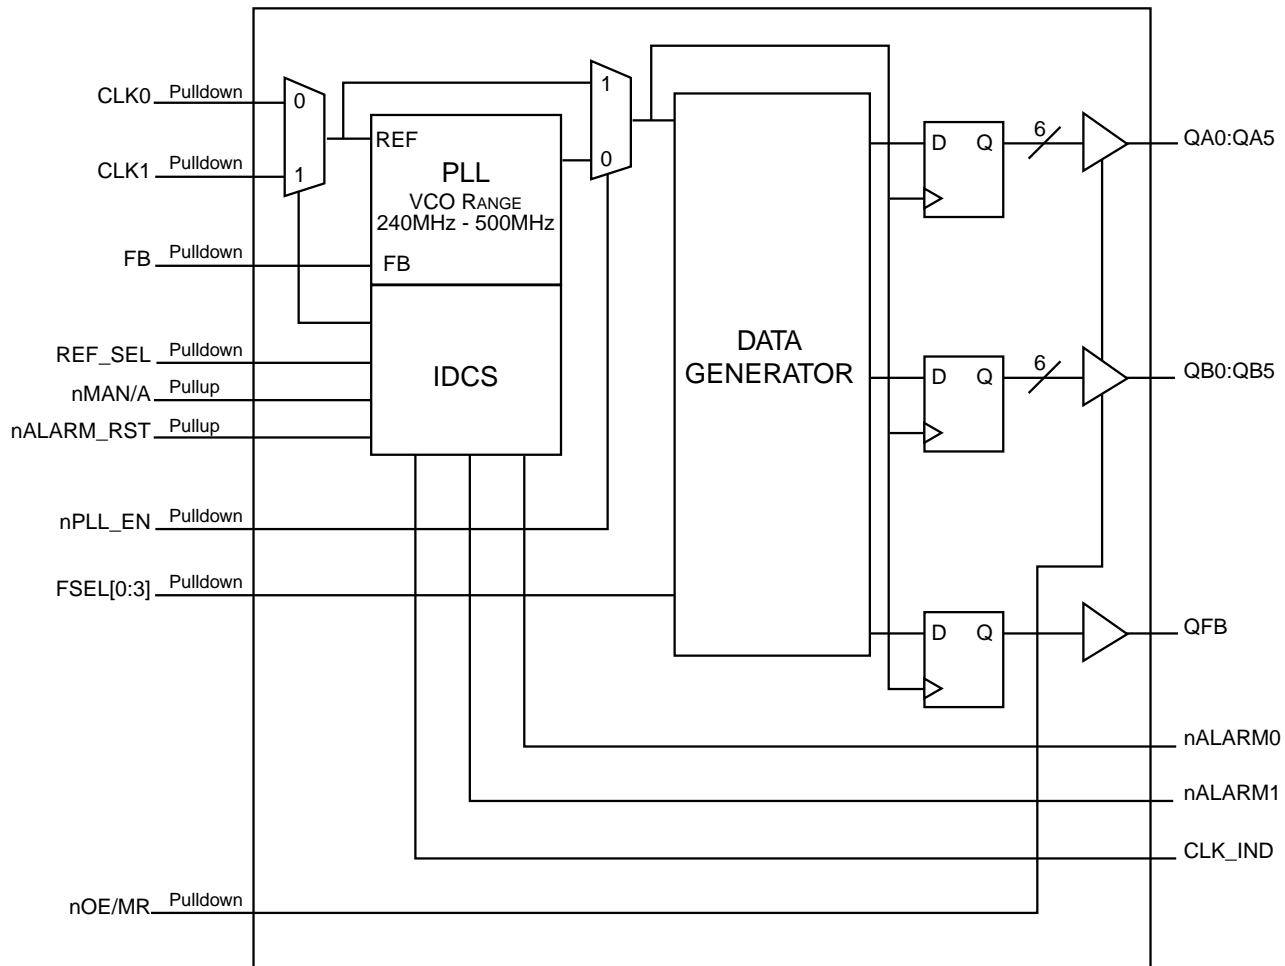 CLK0 Pulldown
0
1
REF
1
0
CLK1 Pulldown
1
PLL
VCO RANGE
240MHz - 500MHz
FB Pulldown
FB
REF_SEL Pulldown
nMAN/A Pullup
nALARM_RST Pullup
IDCS
nPLL_EN Pulldown
FSEL[0:3] Pulldown
DATA
GENERATOR
D Q
6
QA0:QA5
D Q
6
QB0:QB5
D Q
QFB
nALARM0
nALARM1
CLK_IND
nOE/MR Pulldown